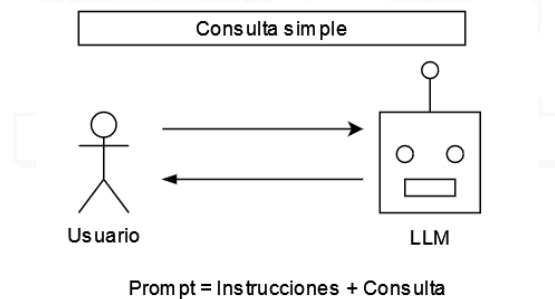 Consulta simple
Usuario
LLM
Prompt = Instrucciones + Consulta